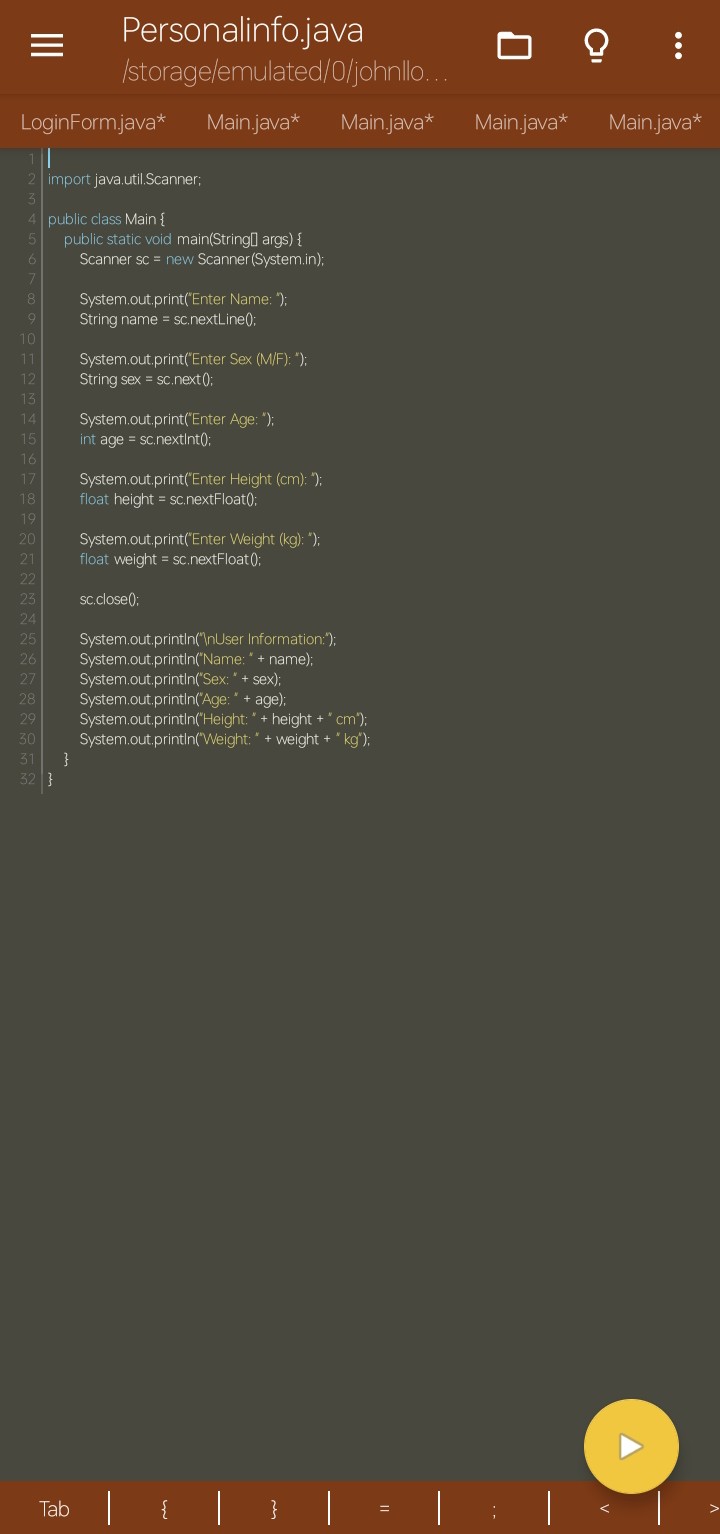 Personalinfo.java
/storage/emulated/0/johnllo...
LoginForm.java* Main.java* Main.java* Main.java* Main.java*
1
2 import java.util.Scanner;
3
4 public class Main {
5 public static void main(String[] args) {
6 Scanner sc = new Scanner(System.in);
7
8 System.out.print("Enter Name: ");
9 String name = sc.nextLine();
10
11 System.out.print("Enter Sex (M/F): ");
12 String sex = sc.next();
13
14 System.out.print("Enter Age: ");
15 int age = sc.nextInt();
16
17 System.out.print("Enter Height (cm): ");
18 float height = sc.nextFloat();
19
20 System.out.print("Enter Weight (kg): ");
21 float weight = sc.nextFloat();
22
23 sc.close();
24
25 System.out.println("\nUser Information:");
26 System.out.println("Name: " + name);
27 System.out.println("Sex: " + sex);
28 System.out.println("Age: " + age);
29 System.out.println("Height: " + height + " cm");
30 System.out.println("Weight: " + weight + " kg");
31 }
32 }
Tab { } = ; < >